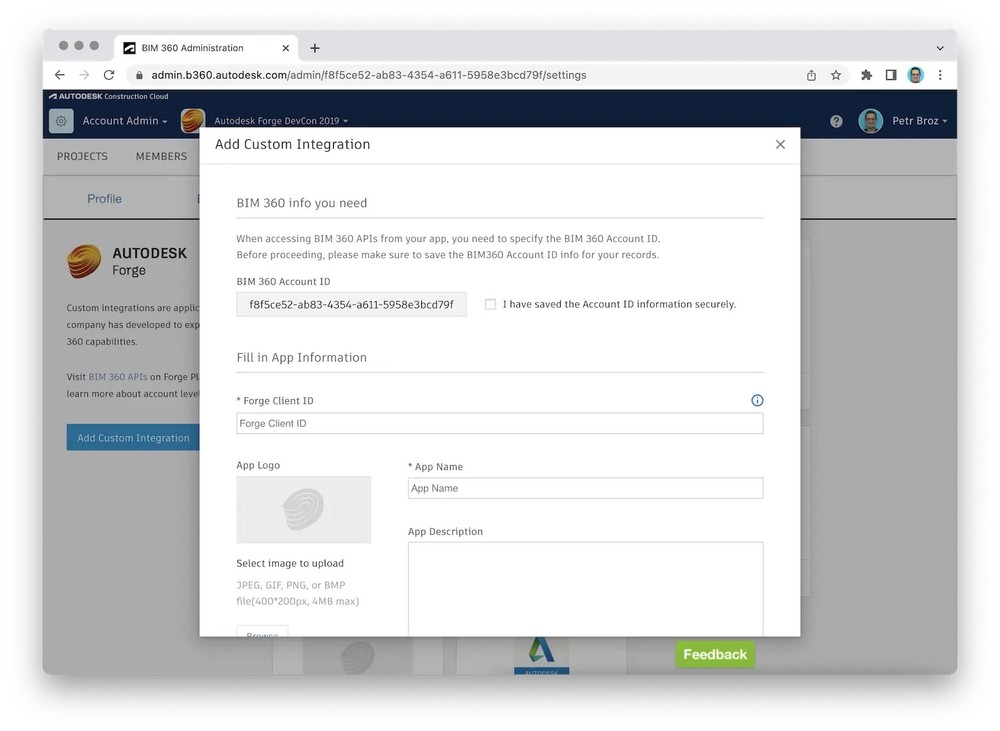 BIM 360 Administration
admin.b360.autodesk.com/admin/f8f5ce52-ab83-4354-a611-5958e3bcd79f/settings
AUTODESK Construction Cloud
Account Admin
Autodesk Forge DevCon 2019
Petr Broz
PROJECTS
MEMBERS
Add Custom Integration
Profile
BIM 360 info you need
When accessing BIM 360 APIs from your app, you need to specify the BIM 360 Account ID.
Before proceeding, please make sure to save the BIM360 Account ID info for your records.
AUTODESK
Forge
BIM 360 Account ID
f8f5ce52-ab83-4354-a611-5958e3bcd79f
I have saved the Account ID information securely.
Custom integrations are applic
company has developed to exp
360 capabilities.
Visit BIM 360 APIs on Forge Pl
learn more about account level
Add Custom Integration
Fill in App Information
* Forge Client ID
Forge Client ID
App Logo
* App Name
App Name
App Description
Select image to upload
JPEG, GIF, PNG, or BMP
file(400*200px, 4MB max)
Browse
Feedback
AUTODESK